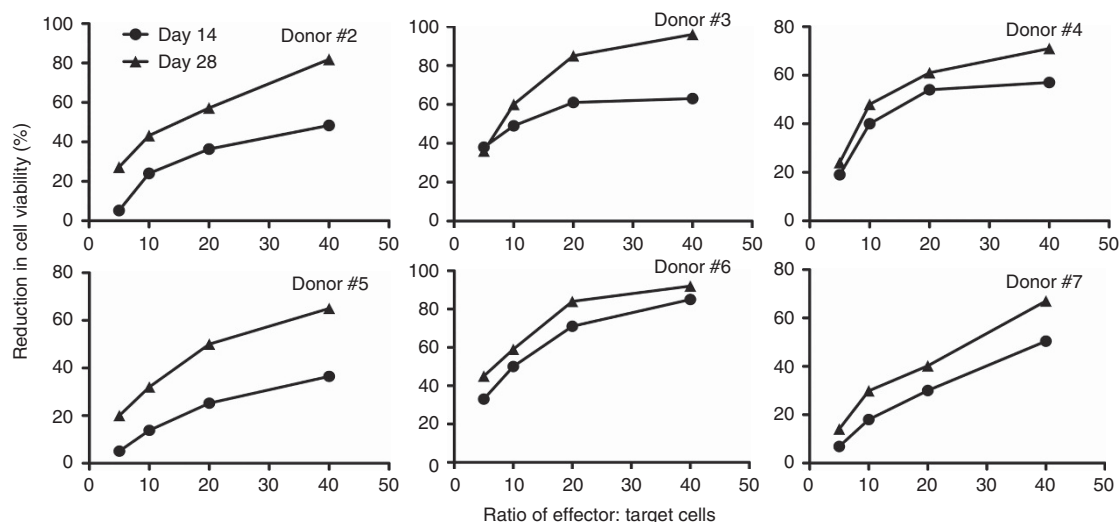 Reduction in cell viability (%)
Donor #2
Day 14
Day 28
100
80
60
40
20
0
0 10 20 30 40 50
Donor #3
100
80
60
40
20
0
0 10 20 30 40 50
Donor #4
80
60
40
20
0
0 10 20 30 40 50
Donor #5
80
60
40
20
0
0 10 20 30 40 50
Donor #6
100
80
60
40
20
0
0 10 20 30 40 50
Donor #7
80
60
40
20
0
0 10 20 30 40 50
Ratio of effector: target cells